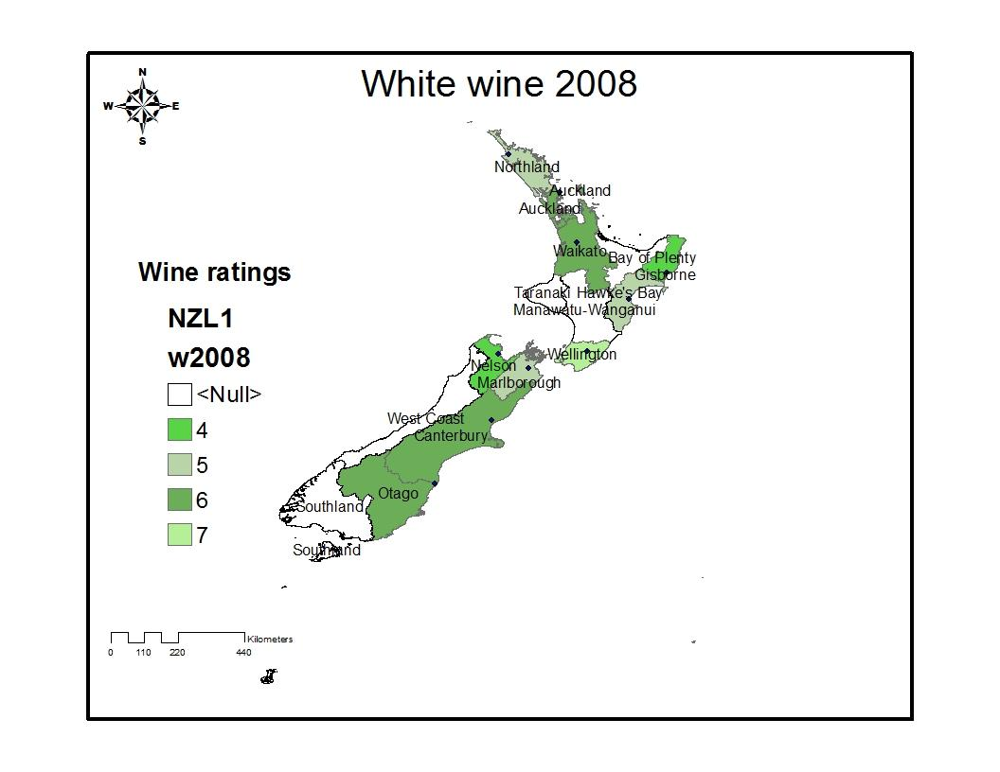 White wine 2008
N
W E
S
Northland
Auckland
Auckland
Waikato
Bay of Plenty
Gisborne
Taranaki Hawke's Bay
Manawatu-Wanganui
Wellington
Nelson
Marlborough
West Coast
Canterbury
Otago
Southland
Southland
Wine ratings
NZL1
w2008
<Null>
4
5
6
7
Kilometers
0 110 220 440